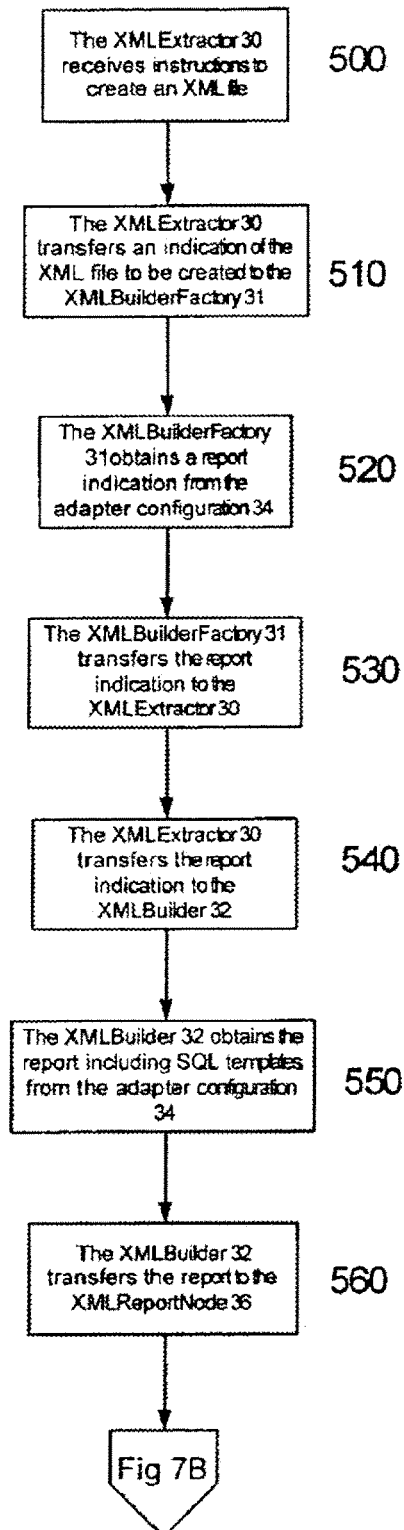 The XMLExtractor 30
receives instructions to
create an XML file
500
The XMLExtractor 30
transfers an indication of the
XML file to be created to the
XMLBuilderFactory 31
510
The XMLBuilderFactory
31 obtains a report
indication from the
adapter configuration 34
520
The XMLBuilderFactory 31
transfers the report
indication to the
XMLExtractor 30
530
The XMLExtractor 30
transfers the report
indication to the
XMLBuilder 32
540
The XMLBuilder 32 obtains the
report including SQL templates
from the adapter configuration
34
550
The XMLBuilder 32
transfers the report to the
XMLReportNode 36
560
Fig 7B